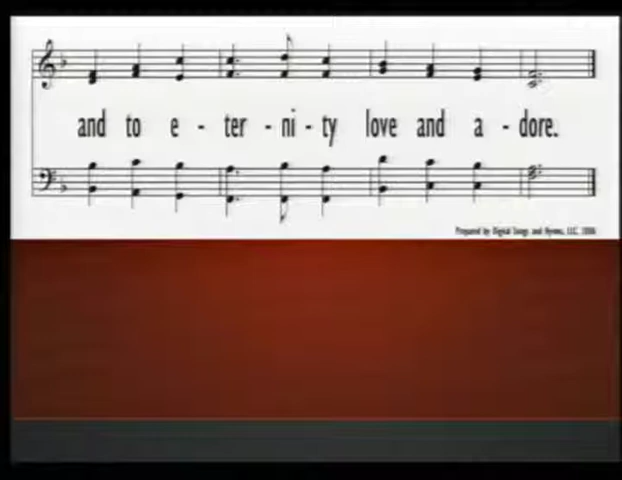 and to e - ter - ni - ty love and a - dore.
Prepared by Digital Songs and Hymns, LLC. 2006